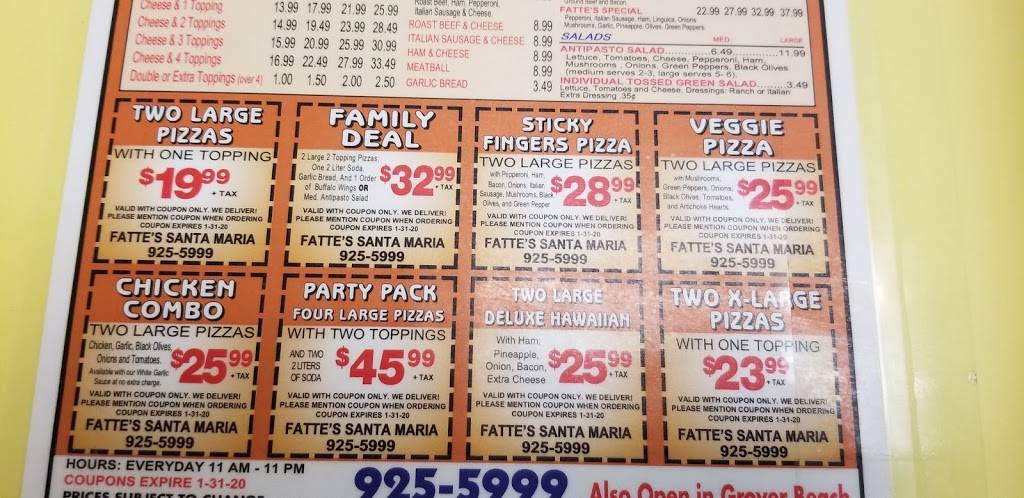 Cheese & 1 Topping 13.99 17.99 21.99 25.99
Cheese & 2 Toppings 14.99 19.49 23.99 28.49
Cheese & 3 Toppings 15.99 20.99 25.99 30.99
Cheese & 4 Toppings 16.99 22.49 27.99 33.49
Double or Extra Toppings (over 4) 1.00 1.50 2.00 2.50
Roast Beef, Ham, Pepperoni,
Italian Sausage & Cheese
ROAST BEEF & CHEESE 8.99
ITALIAN SAUSAGE & CHEESE 8.99
HAM & CHEESE 8.99
MEATBALL 8.99
GARLIC BREAD 3.49
Ground Beef and Bacon
FATTE'S SPECIAL 22.99 27.99 32.99 37.99
Pepperoni, Italian Sausage, Ham, Linguica, Onions
Mushrooms, Garlic, Pineapple, Olives, Green Peppers
SALADS MED. LARGE
ANTIPASTO SALAD 6.49 11.99
Lettuce, Tomatoes, Cheese, Pepperoni, Ham,
Mushrooms, Onions, Green Peppers, Black Olives
(medium serves 2-3, large serves 5-6).
INDIVIDUAL TOSSED GREEN SALAD 3.49
Lettuce, Tomatoes and Cheese. Dressings: Ranch or Italian
Extra Dressing .35¢
TWO LARGE
PIZZAS
WITH ONE TOPPING
$19.99
+ TAX
VALID WITH COUPON ONLY. WE DELIVER!
PLEASE MENTION COUPON WHEN ORDERING
COUPON EXPIRES 1-31-20
FATTE'S SANTA MARIA
925-5999
FAMILY
DEAL
2 Large 2 Topping Pizzas,
One 2 Liter Soda,
Garlic Bread, And 1 Order
of Buffalo Wings OR
Med. Antipasto Salad
$32.99
+ TAX
VALID WITH COUPON ONLY. WE DELIVER!
PLEASE MENTION COUPON WHEN ORDERING
COUPON EXPIRES 1-31-20
FATTE'S SANTA MARIA
925-5999
STICKY
FINGERS PIZZA
TWO LARGE PIZZAS
with Pepperoni, Ham,
Bacon, Onions, Italian
Sausage, Mushrooms, Black
Olives, and Green Pepper
$28.99
+ TAX
VALID WITH COUPON ONLY. WE DELIVER!
PLEASE MENTION COUPON WHEN ORDERING
COUPON EXPIRES 1-31-20
FATTE'S SANTA MARIA
925-5999
VEGGIE
PIZZA
TWO LARGE PIZZAS
with Mushrooms,
Green Peppers, Onions,
Black Olives, Tomatoes,
and Artichoke Hearts
$25.99
+ TAX
VALID WITH COUPON ONLY. WE DELIVER!
PLEASE MENTION COUPON WHEN ORDERING
COUPON EXPIRES 1-31-20
FATTE'S SANTA MARIA
925-5999
CHICKEN
COMBO
TWO LARGE PIZZAS
Chicken, Garlic, Black Olives,
Onions and Tomatoes.
Available with our White Garlic
Sauce at no extra charge.
$25.99
+ TAX
VALID WITH COUPON ONLY. WE DELIVER!
PLEASE MENTION COUPON WHEN ORDERING
COUPON EXPIRES 1-31-20
FATTE'S SANTA MARIA
925-5999
PARTY PACK
FOUR LARGE PIZZAS
WITH TWO TOPPINGS
AND TWO
2 LITERS
OF SODA
$45.99
+ TAX
VALID WITH COUPON ONLY. WE DELIVER!
PLEASE MENTION COUPON WHEN ORDERING
COUPON EXPIRES 1-31-20
FATTE'S SANTA MARIA
925-5999
TWO LARGE
DELUXE HAWAIIAN
With Ham,
Pineapple,
Onion, Bacon,
Extra Cheese
$25.99
+ TAX
VALID WITH COUPON ONLY. WE DELIVER!
PLEASE MENTION COUPON WHEN ORDERING
COUPON EXPIRES 1-31-20
FATTE'S SANTA MARIA
925-5999
TWO X-LARGE
PIZZAS
WITH ONE TOPPING
$23.99
+ TAX
VALID WITH COUPON ONLY. WE DELIVER!
PLEASE MENTION COUPON WHEN ORDERING
COUPON EXPIRES 1-31-20
FATTE'S SANTA MARIA
925-5999
HOURS: EVERYDAY 11 AM - 11 PM
COUPONS EXPIRE 1-31-20
PRICES SUBJECT TO CHANGE
925-5999
Also Open in Grover Beach